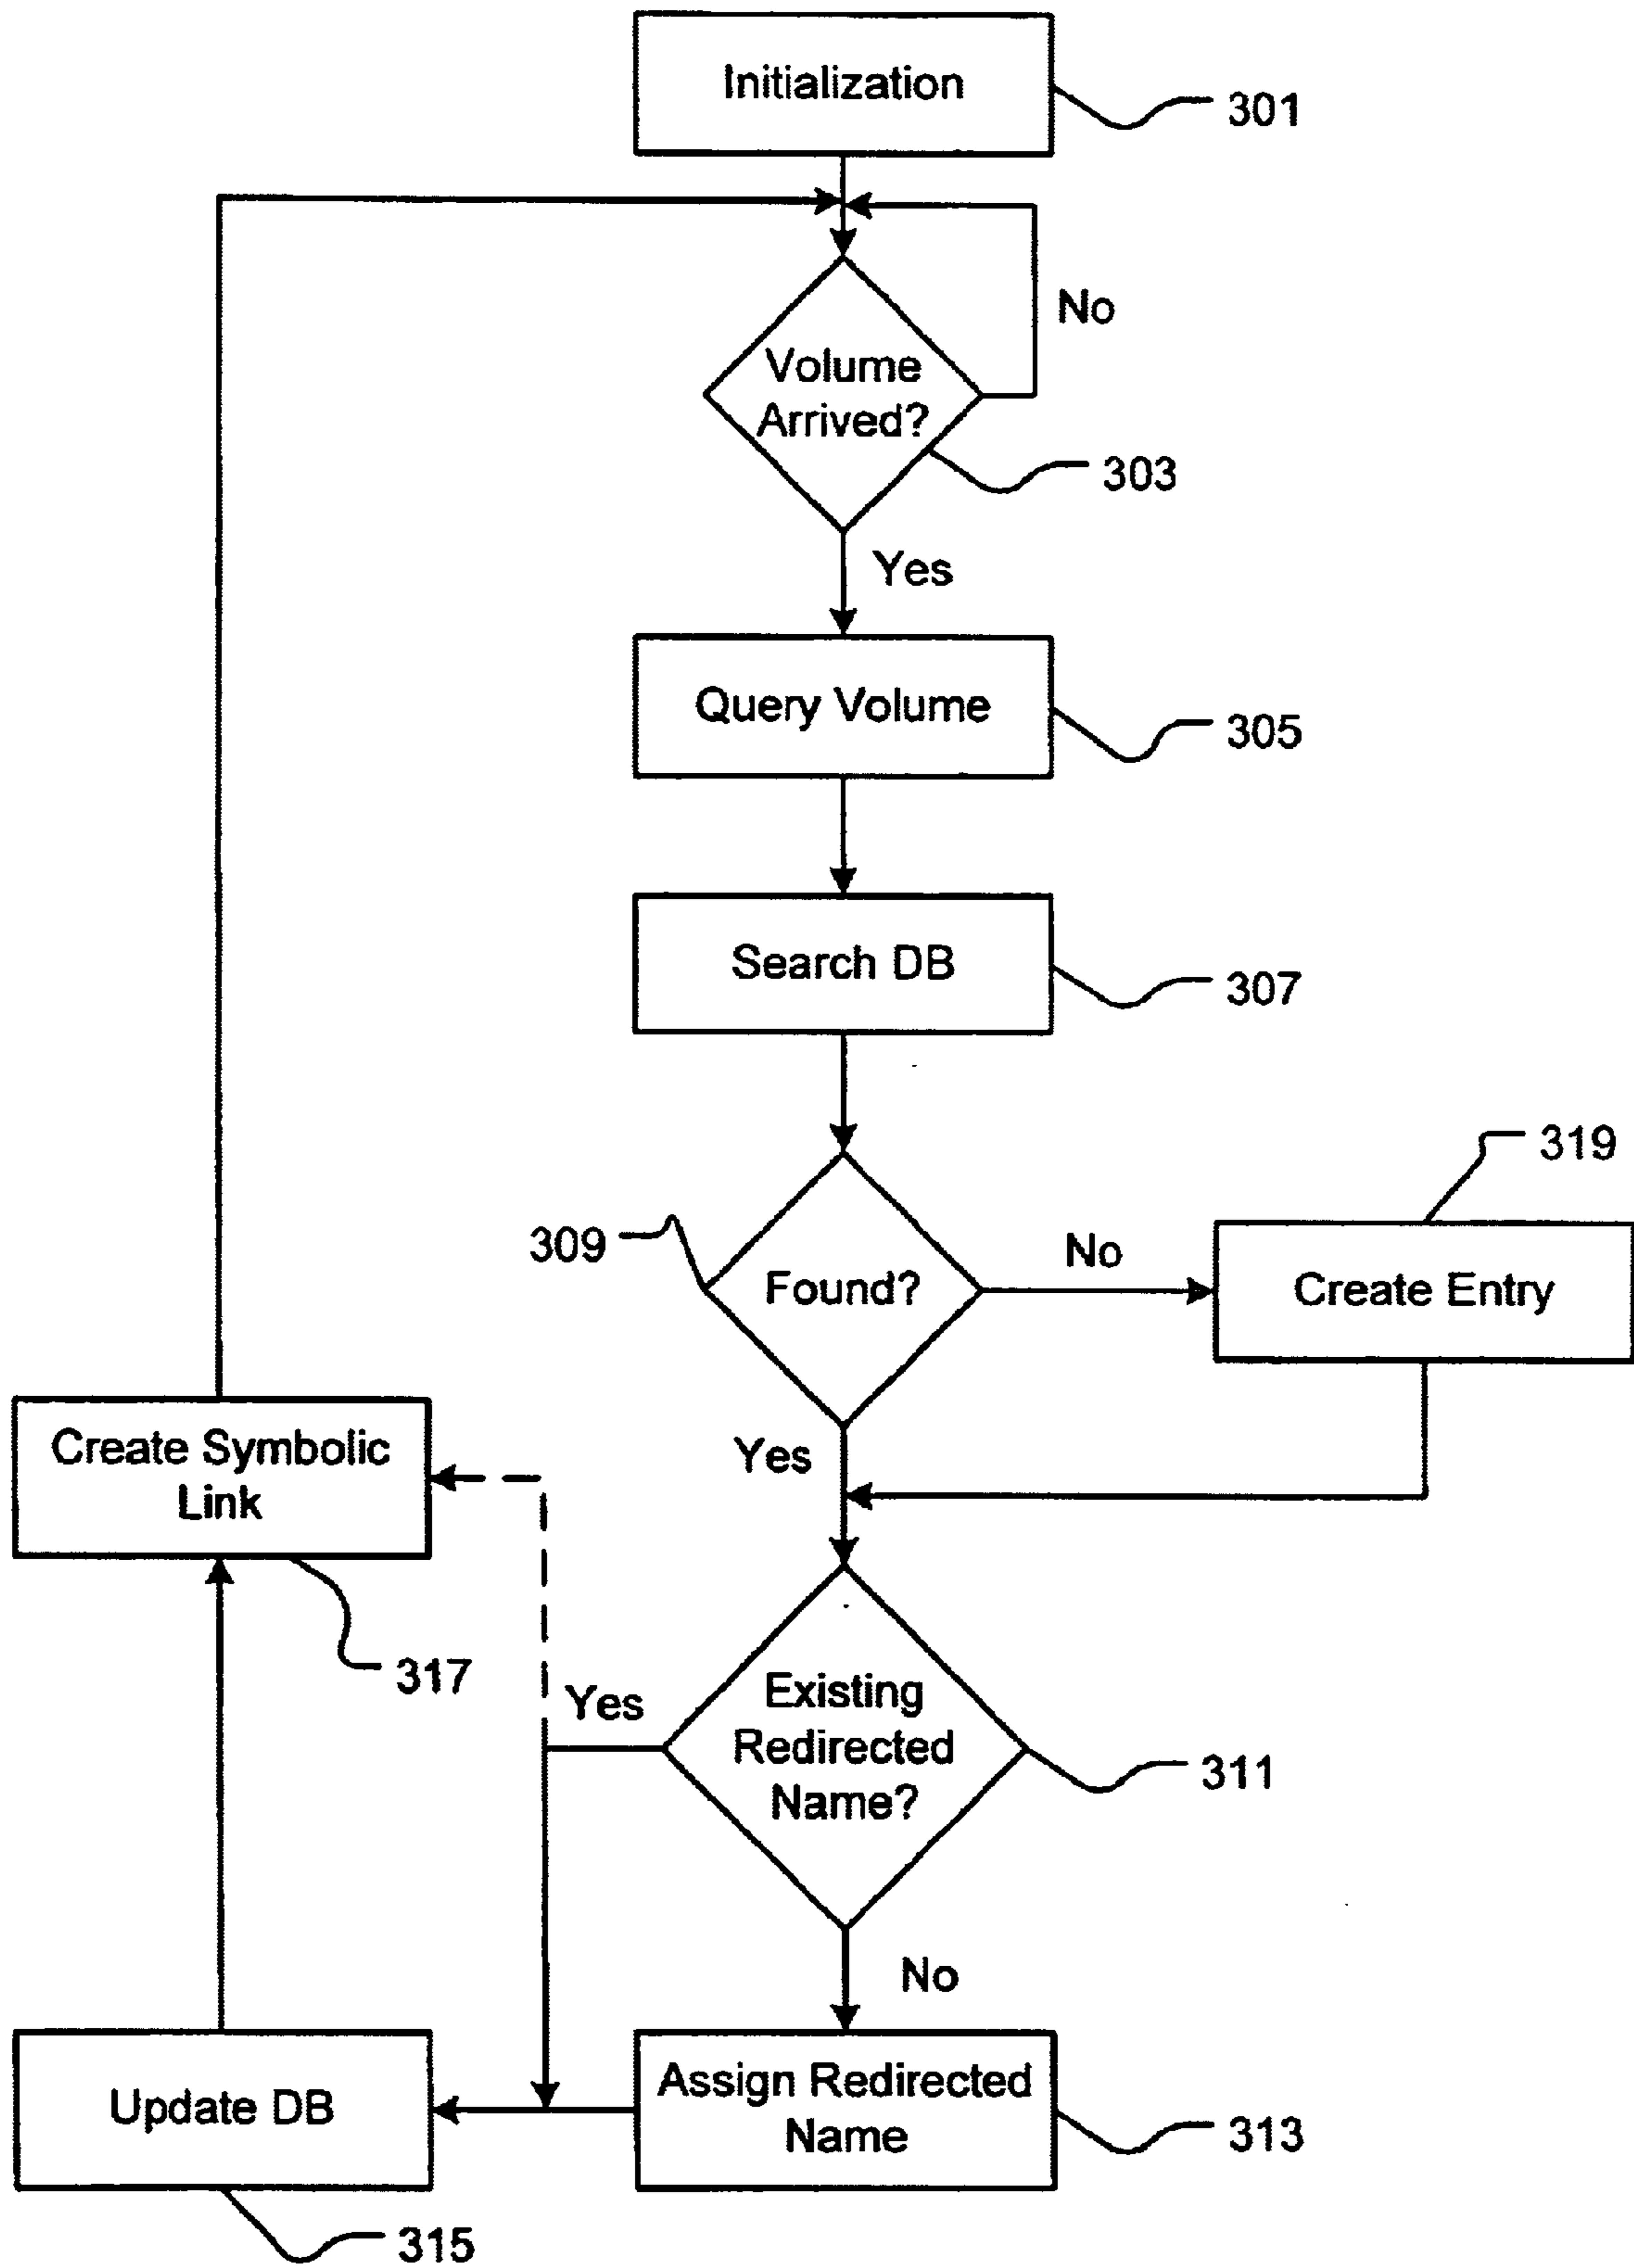 Initialization
301
No
Volume
Arrived?
303
Yes
Query Volume
305
Search DB
307
319
309
No
Found?
Create Entry
Yes
Create Symbolic
Link
317
Yes
Existing
Redirected
Name?
311
No
Update DB
Assign Redirected
Name
313
315